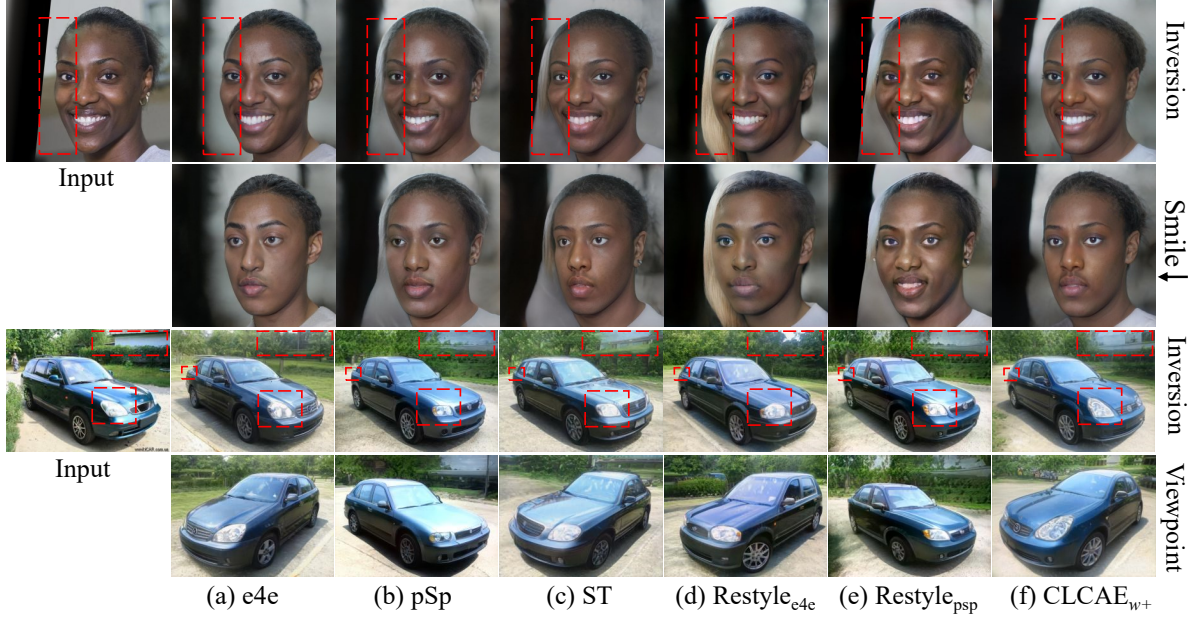 Inversion
Input
Smile↓
Inversion
Input
Viewpoint
(a) e4e
(b) pSp
(c) ST
(d) Restyle_e4e
(e) Restyle_psp
(f) CLCAE_w+